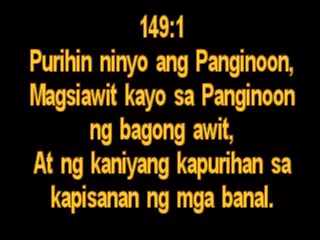 149:1
Purihin ninyo ang Panginoon,
Magsiawit kayo sa Panginoon
ng bagong awit,
At ng kaniyang kapurihan sa
kapisanan ng mga banal.